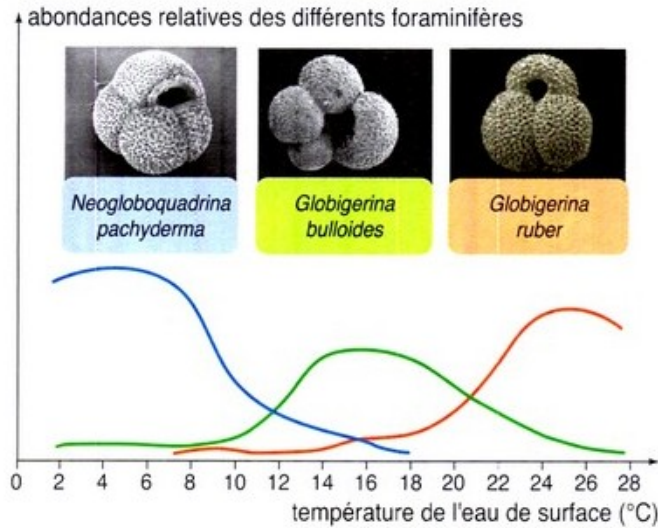 abondances relatives des différents foraminifères
Neogloboquadrina
pachyderma
Globigerina
bulloides
Globigerina
ruber
0 2 4 6 8 10 12 14 16 18 20 22 24 26 28
température de l'eau de surface (°C)